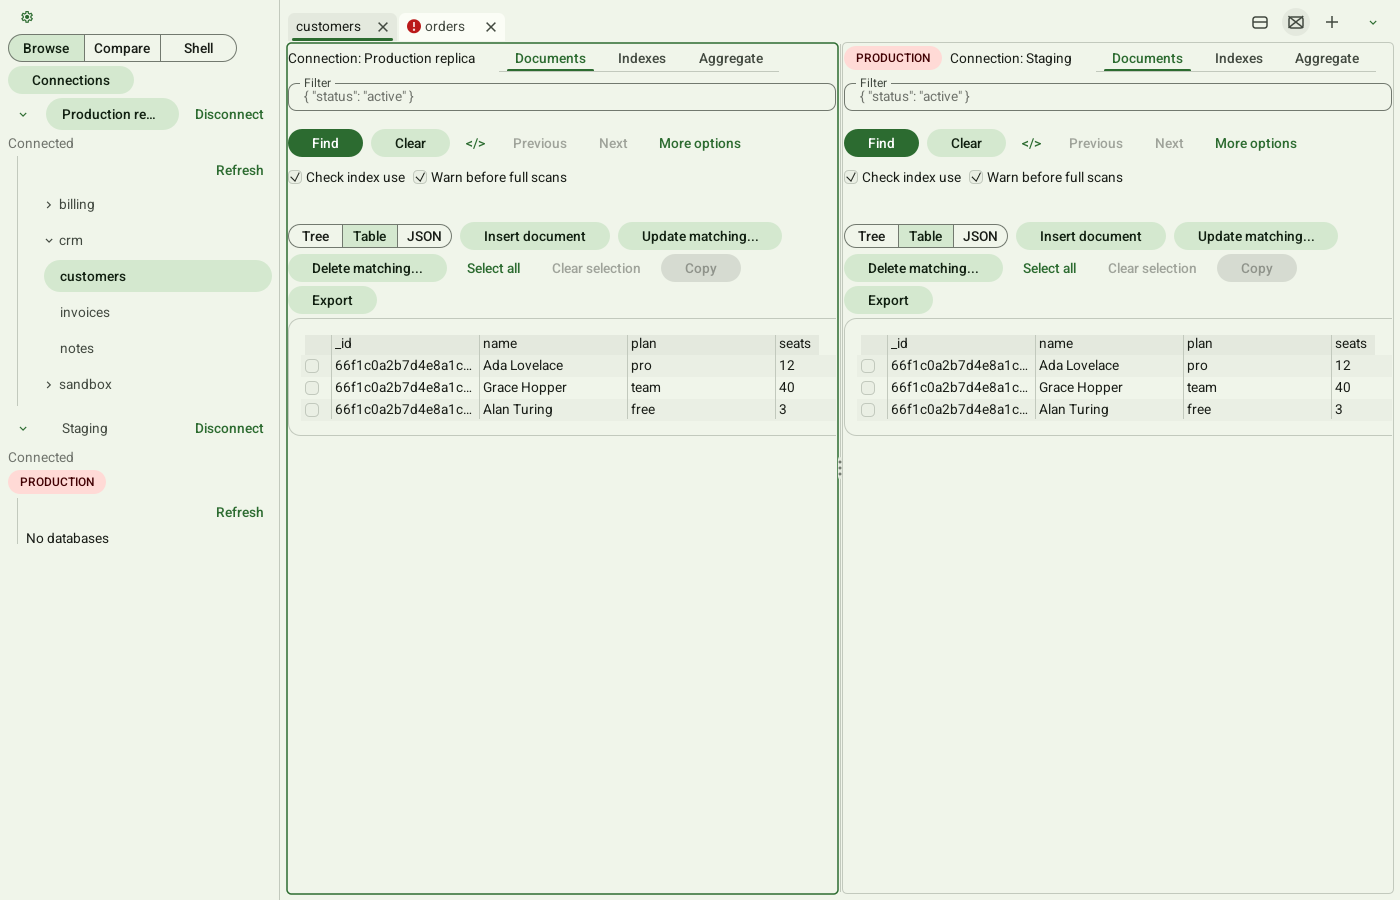 Browse Compare Shell
Connections
Production re... Disconnect
Connected
Refresh
billing
crm
customers
invoices
notes
sandbox
Staging Disconnect
Connected
PRODUCTION
Refresh
No databases
customers orders
Connection: Production replica Documents Indexes Aggregate
Filter
{ "status": "active" }
Find Clear </> Previous Next More options
Check index use Warn before full scans
Tree Table JSON Insert document Update matching...
Delete matching... Select all Clear selection Copy
Export
_id name plan seats
66f1c0a2b7d4e8a1c... Ada Lovelace pro 12
66f1c0a2b7d4e8a1c... Grace Hopper team 40
66f1c0a2b7d4e8a1c... Alan Turing free 3
PRODUCTION Connection: Staging Documents Indexes Aggregate
Filter
{ "status": "active" }
Find Clear </> Previous Next More options
Check index use Warn before full scans
Tree Table JSON Insert document Update matching...
Delete matching... Select all Clear selection Copy
Export
_id name plan seats
66f1c0a2b7d4e8a1c... Ada Lovelace pro 12
66f1c0a2b7d4e8a1c... Grace Hopper team 40
66f1c0a2b7d4e8a1c... Alan Turing free 3